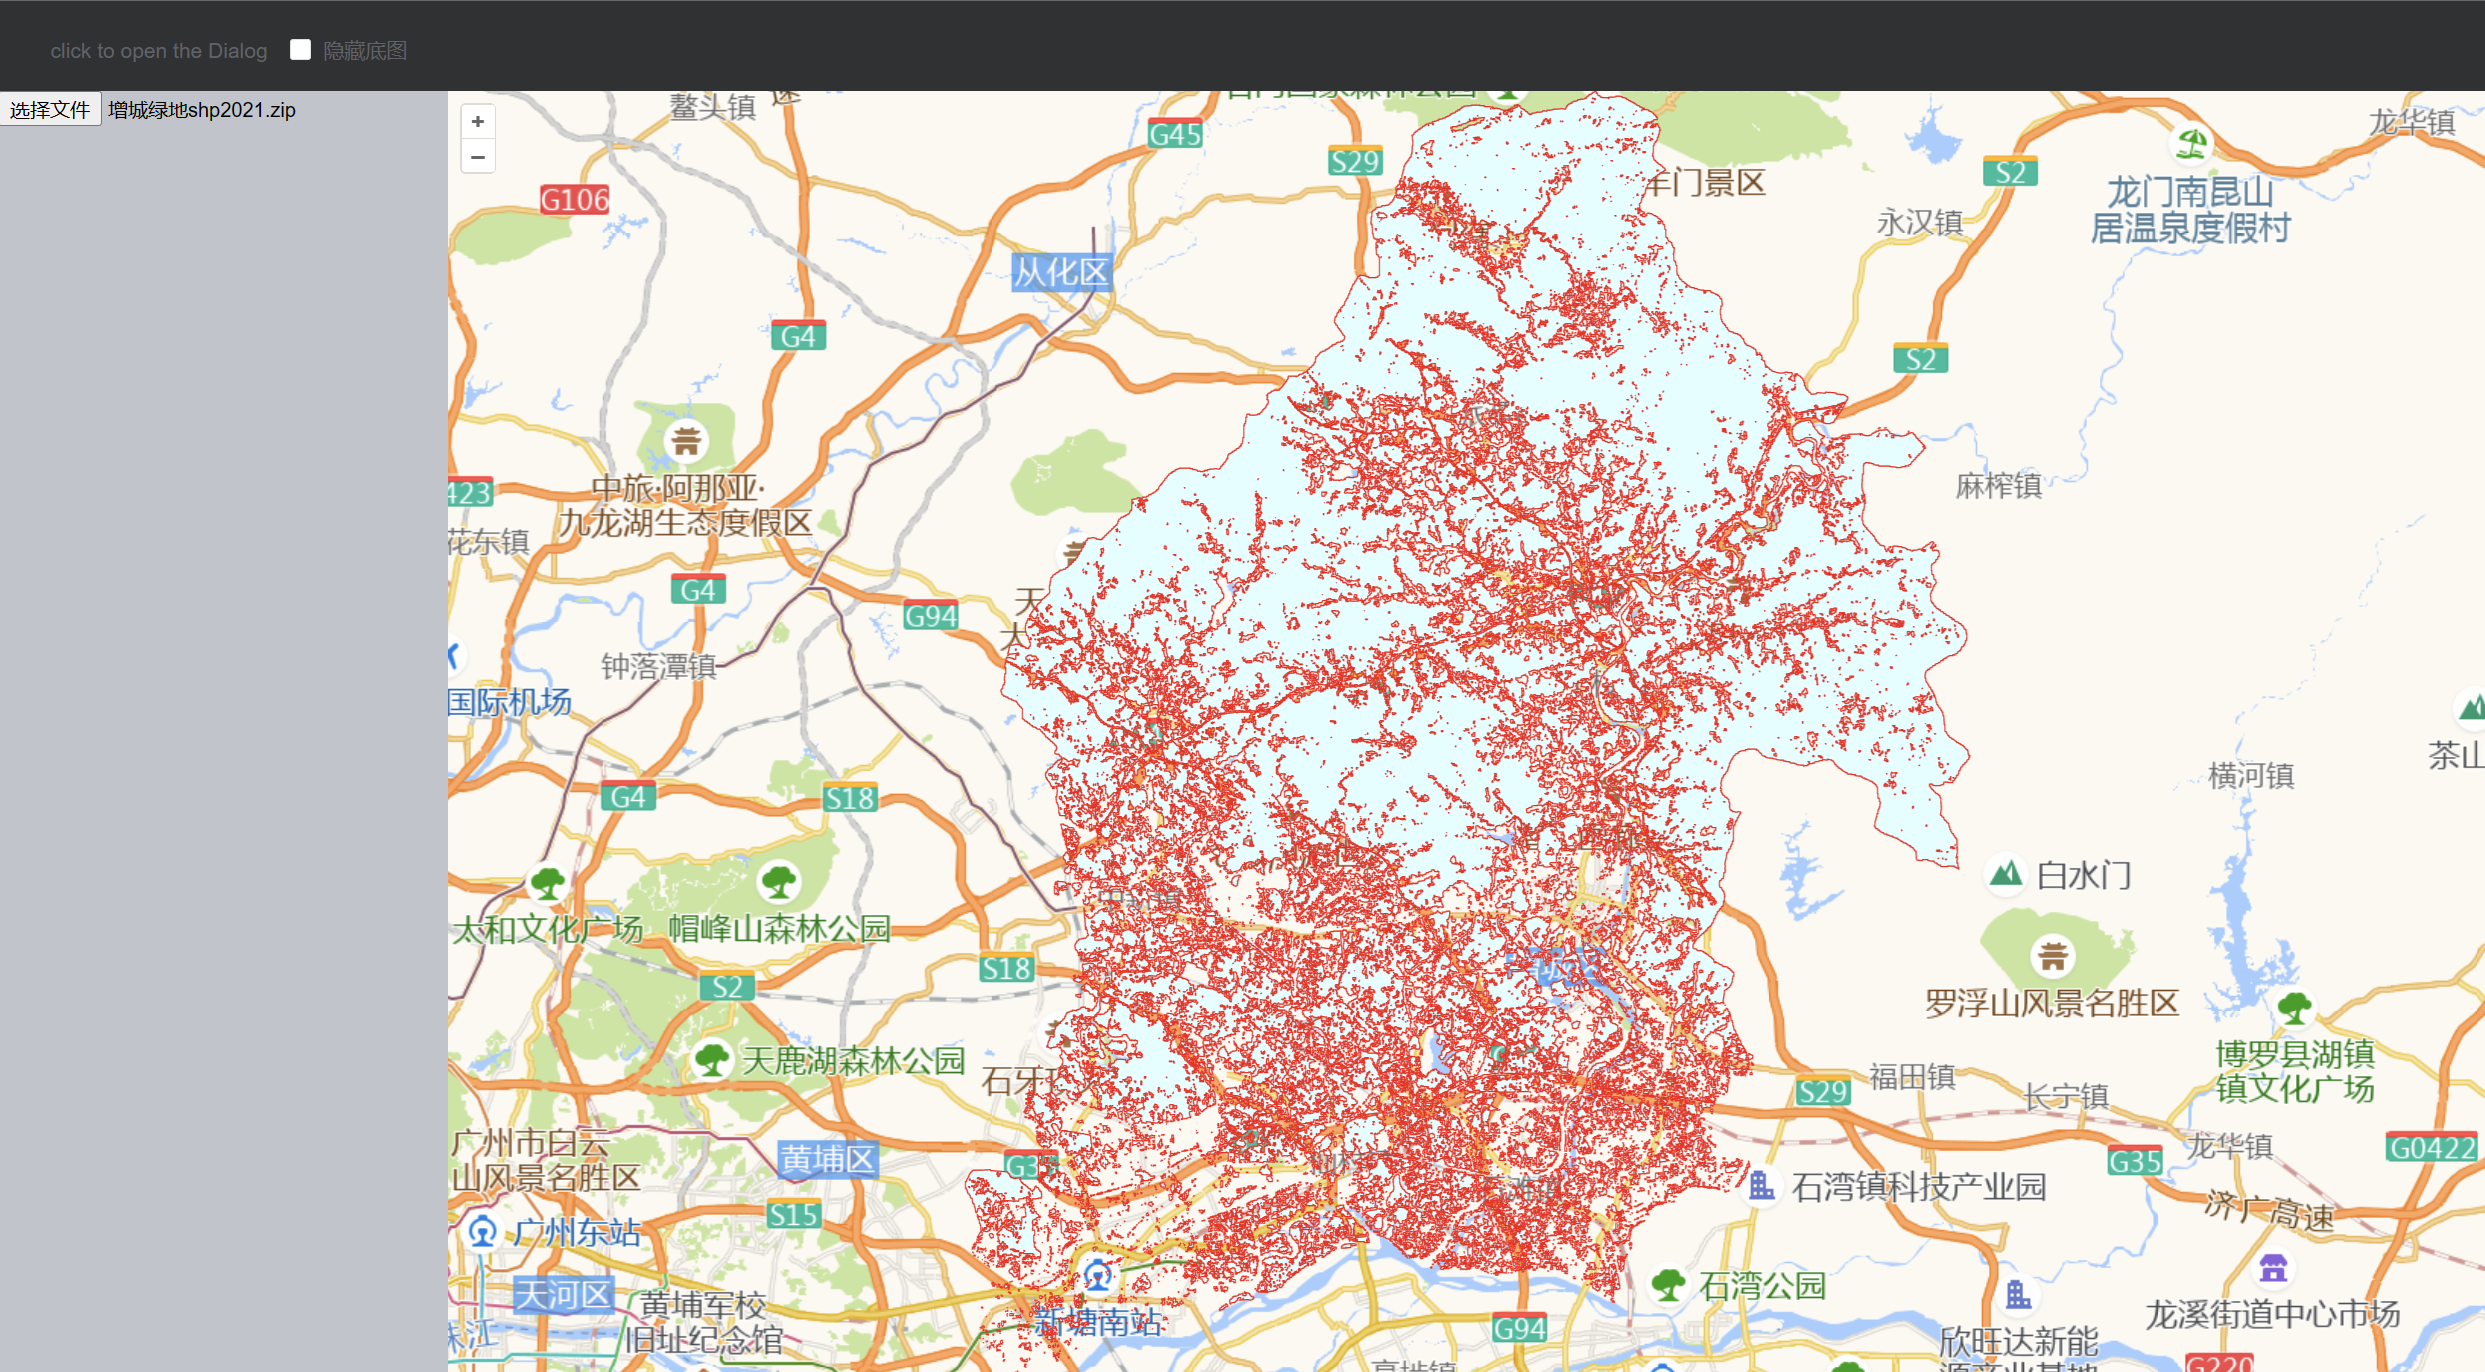 click to open the Dialog
隐藏底图
选择文件
增城绿地shp2021.zip
+
−
鳌头镇
G45
S29
龙华镇
S2
G106
永汉镇
龙门南昆山
居温泉度假村
从化区
G4
S2
中旅·阿那亚·
九龙湖生态度假区
麻榨镇
花东镇
G4
G94
天
钟落潭镇
国际机场
茶山
横河镇
G4
S18
白水门
太和文化广场
帽峰山森林公园
S18
S2
罗浮山风景名胜区
天鹿湖森林公园
石牙
博罗县湖镇
镇文化广场
福田镇
S29
长宁镇
广州市白云
山风景名胜区
黄埔区
龙华镇
G35
G0422
石湾镇科技产业园
济广高速
S15
广州东站
天河区
石湾公园
黄埔军校
旧址纪念馆
新塘南站
G94
龙溪街道中心市场
珠江
欣旺达新能
G220